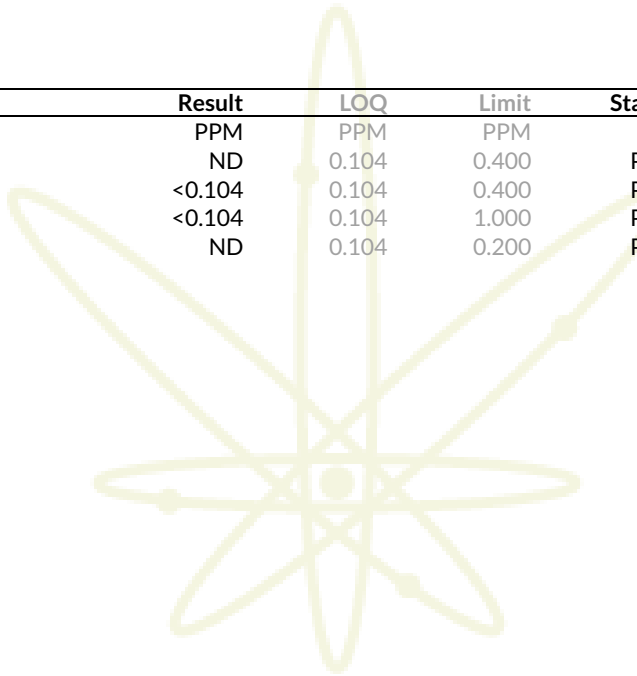 Result LOQ Limit Sta
PPM PPM PPM
ND 0.104 0.400 P
<0.104 0.104 0.400 P
<0.104 0.104 1.000 P
ND 0.104 0.200 P